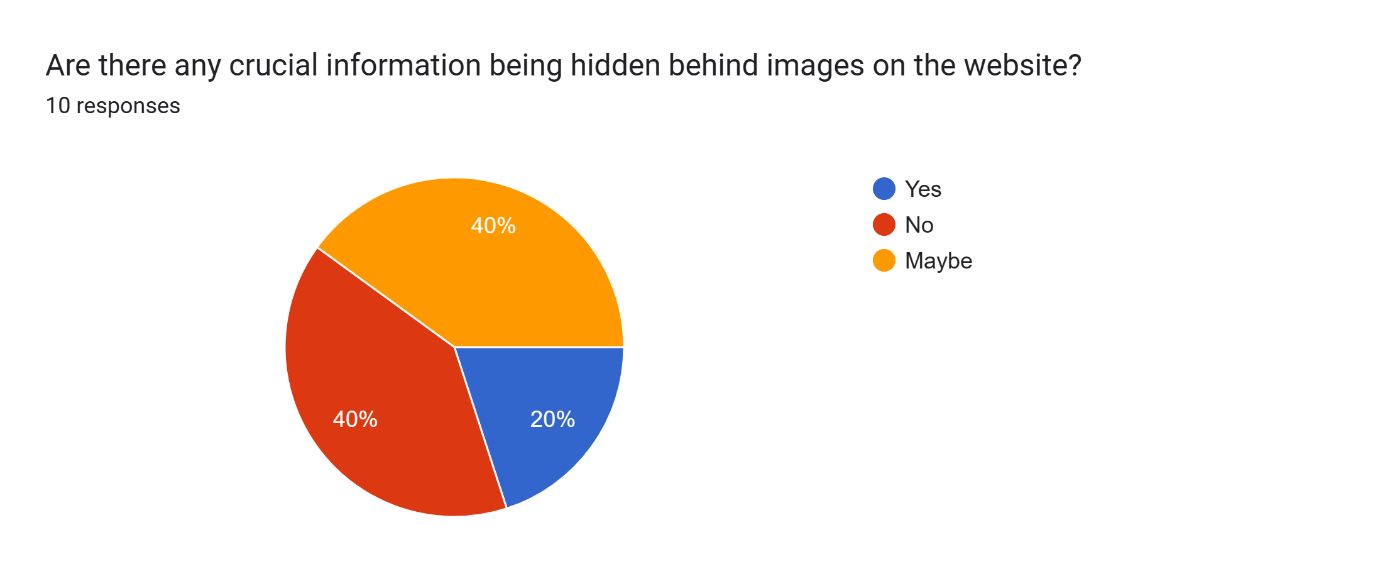 Are there any crucial information being hidden behind images on the website?
10 responses
Yes
No
Maybe
40%
40%
20%